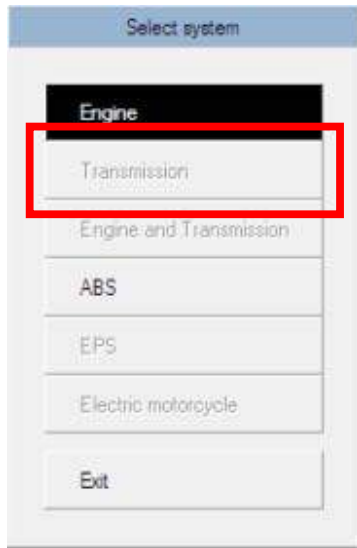 Select system
Engine
Transmission
Engine and Transmission
ABS
EPS
Electric motorcycle
Exit